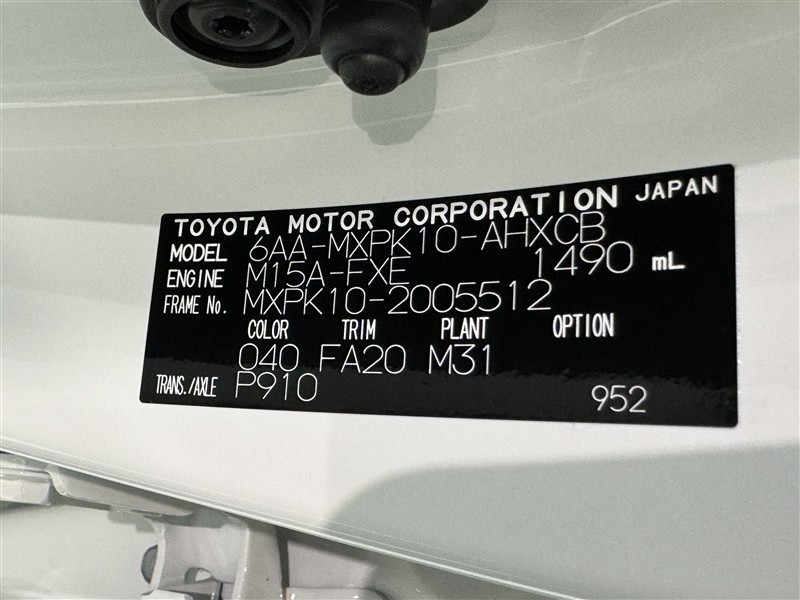 TOYOTA MOTOR CORPORATION JAPAN
MODEL 6AA-MXPK10-AHXCB
ENGINE M15A-FXE 1490 mL
FRAME No. MXPK10-2005512
COLOR TRIM PLANT OPTION
040 FA20 M31
TRANS./AXLE P910
952